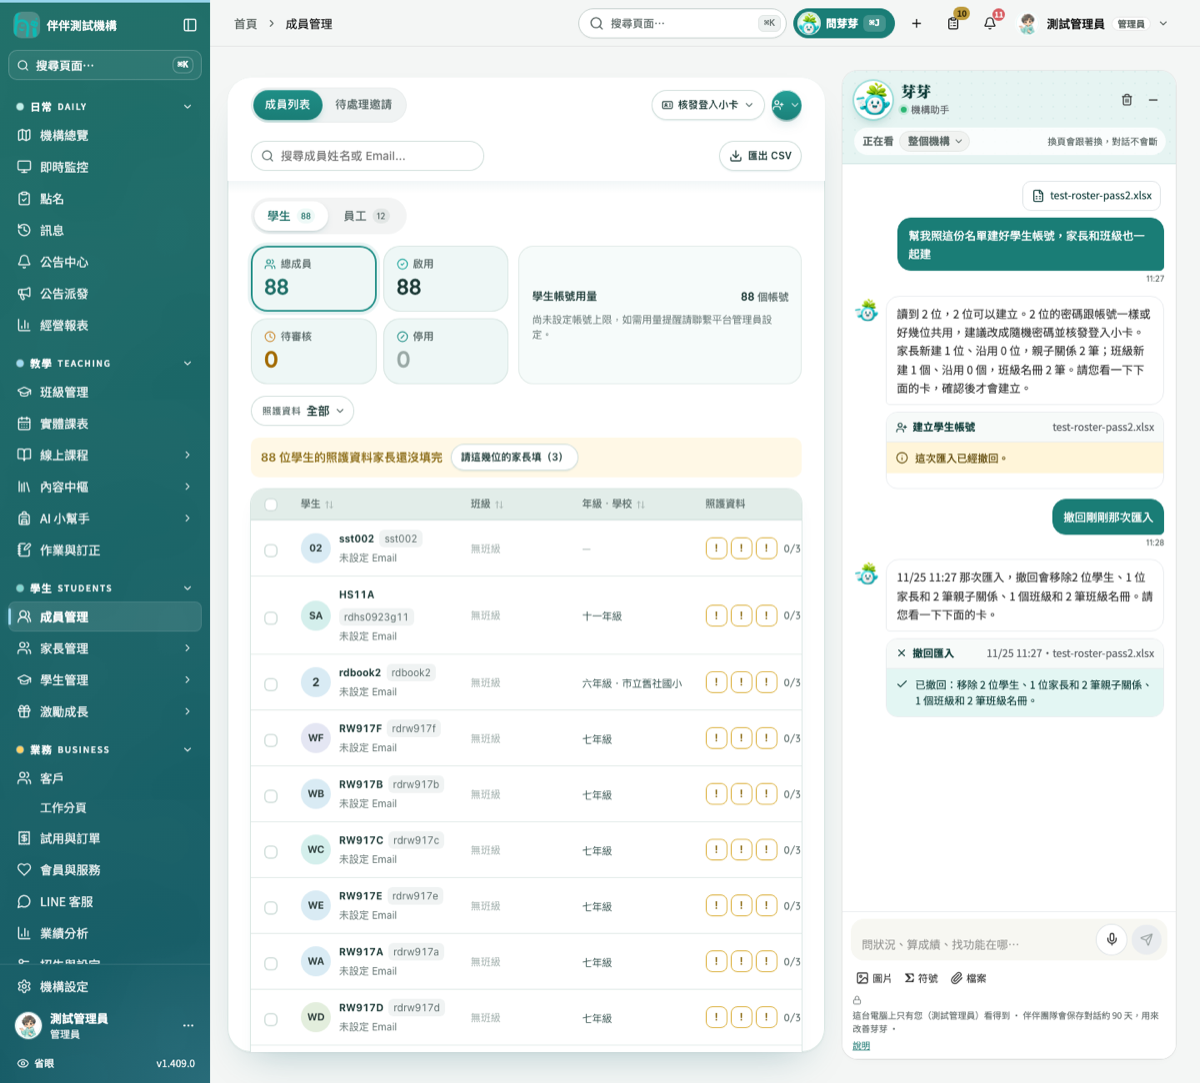 伴伴測試機構
搜尋頁面… ⌘K
日常 DAILY
機構總覽
即時監控
點名
訊息
公告中心
公告派發
經營報表
教學 TEACHING
班級管理
實體課表
線上課程
內容中樞
AI 小幫手
作業與訂正
學生 STUDENTS
成員管理
家長管理
學生管理
激勵成長
業務 BUSINESS
客戶
工作分頁
試用與訂單
會員與服務
LINE 客服
業績分析
機構設定
測試管理員
管理員
省眼 v1.409.0
首頁 > 成員管理
搜尋頁面… ⌘K
問芽芽 ⌘J
10
11
測試管理員 管理員
成員列表 待處理邀請
核發登入小卡
搜尋成員姓名或 Email...
匯出 CSV
學生 88 員工 12
總成員
88
啟用
88
待審核
0
停用
0
學生帳號用量 88 個帳號
尚未設定帳號上限，如需用量提醒請聯繫平台管理員設
定。
照護資料 全部
88 位學生的照護資料家長還沒填完 請這幾位的家長填（3）
學生 班級 年級 · 學校 照護資料
02 sst002 sst002
未設定 Email
無班級 — ! ! ! 0/3
SA HS11A
rdhs0923g11
未設定 Email
無班級 十一年級 ! ! ! 0/3
2 rdbook2 rdbook2
未設定 Email
無班級 六年級 · 市立舊社國小 ! ! ! 0/3
WF RW917F rdrw917f
未設定 Email
無班級 七年級 ! ! ! 0/3
WB RW917B rdrw917b
未設定 Email
無班級 七年級 ! ! ! 0/3
WC RW917C rdrw917c
未設定 Email
無班級 七年級 ! ! ! 0/3
WE RW917E rdrw917e
未設定 Email
無班級 七年級 ! ! ! 0/3
WA RW917A rdrw917a
未設定 Email
無班級 七年級 ! ! ! 0/3
WD RW917D rdrw917d
未設定 Email
無班級 七年級 ! ! ! 0/3
芽芽
機構助手
正在看 整個機構 換頁會跟著換，對話不會斷
test-roster-pass2.xlsx
幫我照這份名單建好學生帳號，家長和班級也一
起建
11:27
讀到 2 位，2 位可以建立。2 位的密碼跟帳號一樣或
好幾位共用，建議改成隨機密碼並核發登入小卡。
家長新建 1 位、沿用 0 位，親子關係 2 筆；班級新
建 1 個、沿用 0 個，班級名冊 2 筆。請您看一下下
面的卡，確認後才會建立。
建立學生帳號 test-roster-pass2.xlsx
這次匯入已經撤回。
撤回剛剛那次匯入
11:28
11/25 11:27 那次匯入，撤回會移除2 位學生、1 位
家長和 2 筆親子關係、1 個班級和 2 筆班級名冊。請
您看一下下面的卡。
撤回匯入 11/25 11:27・test-roster-pass2.xlsx
已撤回：移除 2 位學生、1 位家長和 2 筆親子關係、
1 個班級和 2 筆班級名冊。
問狀況、算成績、找功能在哪…
圖片 符號 檔案
這台電腦上只有您（測試管理員）看得到 ・ 伴伴團隊會保存對話約 90 天，用來
改善芽芽 ・
說明